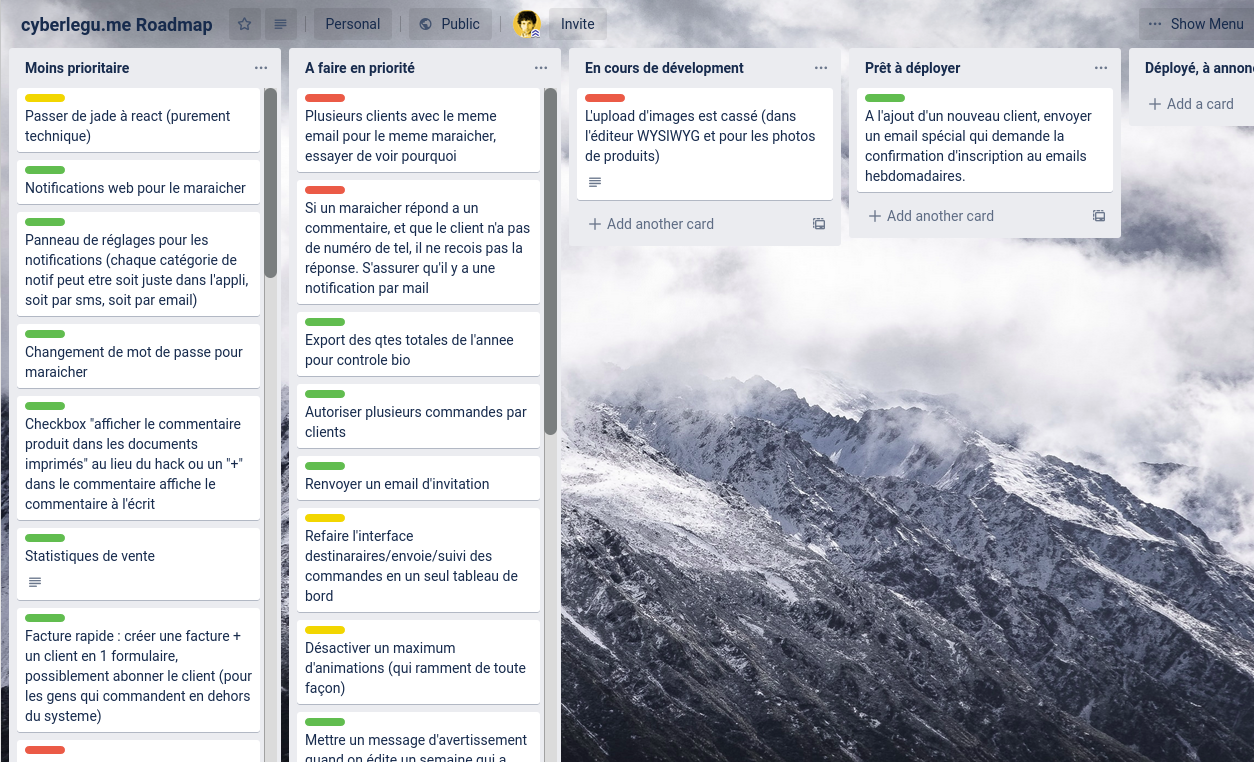 cyberlegu.me Roadmap
Personal
Public
Invite
Show Menu
Moins prioritaire
Passer de jade à react (purement
technique)
Notifications web pour le maraicher
Panneau de réglages pour les
notifications (chaque catégorie de
notif peut etre soit juste dans l'appli,
soit par sms, soit par email)
Changement de mot de passe pour
maraicher
Checkbox "afficher le commentaire
produit dans les documents
imprimés" au lieu du hack ou un "+"
dans le commentaire affiche le
commentaire à l'écrit
Statistiques de vente
Facture rapide : créer une facture +
un client en 1 formulaire,
possiblement abonner le client (pour
les gens qui commandent en dehors
du systeme)
A faire en priorité
Plusieurs clients avec le meme
email pour le meme maraicher,
essayer de voir pourquoi
Si un maraicher répond a un
commentaire, et que le client n'a pas
de numéro de tel, il ne recois pas la
réponse. S'assurer qu'il y a une
notification par mail
Export des qtes totales de l'annee
pour controle bio
Autoriser plusieurs commandes par
clients
Renvoyer un email d'invitation
Refaire l'interface
destinaraires/envoie/suivi des
commandes en un seul tableau de
bord
Désactiver un maximum
d'animations (qui ramment de toute
façon)
Mettre un message d'avertissement
quand on édite un semaine qui a
En cours de dévelopment
L'upload d'images est cassé (dans
l'éditeur WYSIWYG et pour les photos
de produits)
Add another card
Prêt à déployer
A l'ajout d'un nouveau client, envoyer
un email spécial qui demande la
confirmation d'inscription au emails
hebdomadaires.
Add another card
Déployé, à annon
Add a card